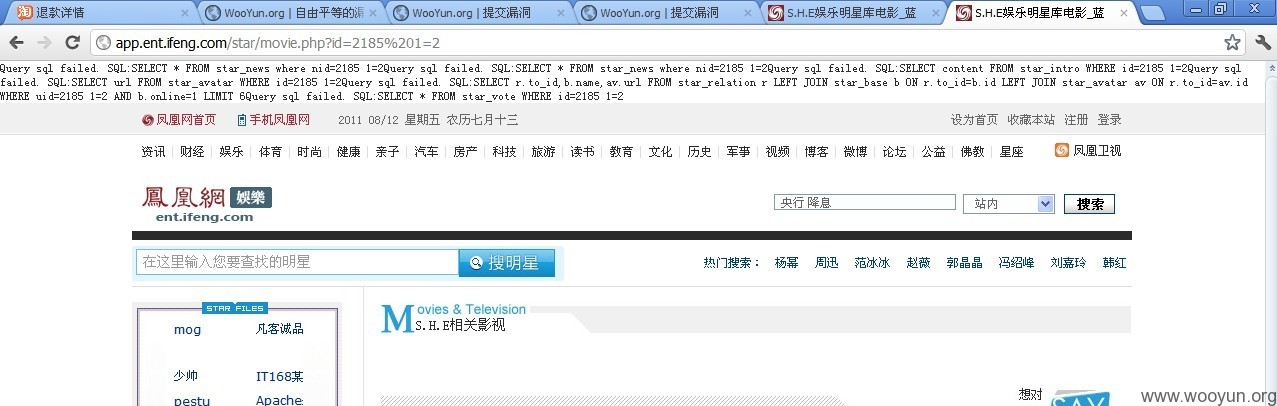 退款详情
WooYun.org | 自由平等的漏
WooYun.org | 提交漏洞
WooYun.org | 提交漏洞
S.H.E娱乐明星库电影_蓝
S.H.E娱乐明星库电影_蓝
app.ent.ifeng.com/star/movie.php?id=2185%201=2
Query sql failed. SQL:SELECT * FROM star_news where nid=2185 1=2Query sql failed. SQL:SELECT * FROM star_news where nid=2185 1=2Query sql failed. SQL:SELECT content FROM star_intro WHERE id=2185 1=2Query sql
failed. SQL:SELECT url FROM star_avatar WHERE id=2185 1=2Query sql failed. SQL:SELECT r.to_id,b.name,av.url FROM star_relation r LEFT JOIN star_base b ON r.to_id=b.id LEFT JOIN star_avatar av ON r.to_id=av.id
WHERE uid=2185 1=2 AND b.online=1 LIMIT 6Query sql failed. SQL:SELECT * FROM star_vote WHERE id=2185 1=2
凤凰网首页 手机凤凰网 2011 08/12 星期五 农历七月十三 设为首页 收藏本站 注册 登录
资讯 财经 娱乐 体育 时尚 健康 亲子 汽车 房产 科技 旅游 读书 教育 文化 历史 军事 视频 博客 微博 论坛 公益 佛教 星座 凤凰卫视
鳳凰網 娛樂
ent.ifeng.com
央行 降息 站内 搜索
在这里输入您要查找的明星 搜明星 热门搜索： 杨幂 周迅 范冰冰 赵薇 郭晶晶 冯绍峰 刘嘉玲 韩红
STAR FILES
Movies & Television
S.H.E相关影视
mog 凡客诚品
少帅 IT168某
pestu Apache
想对
SAY
www.wooyun.org